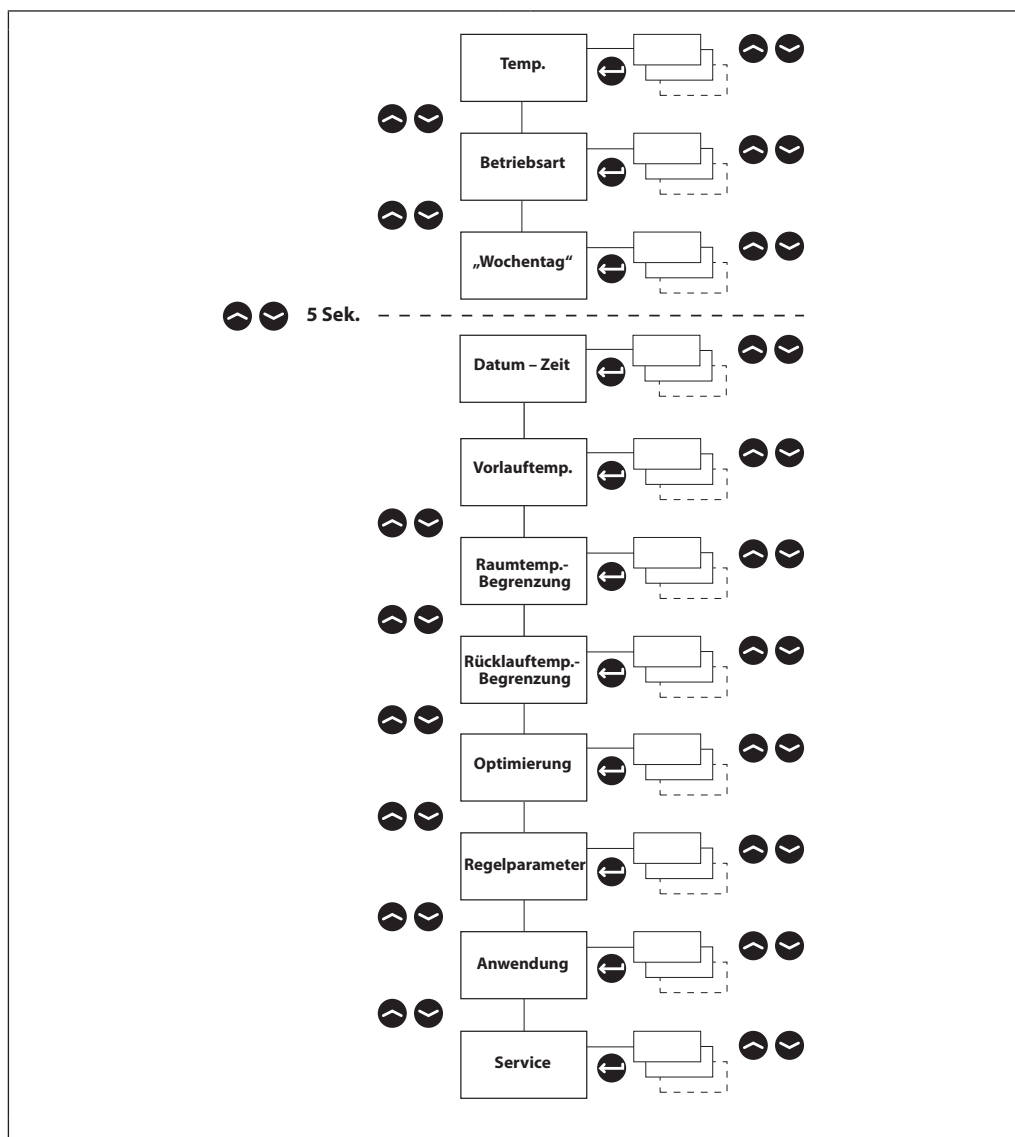 Temp.
Betriebsart
„Wochentag“
5 Sek.
Datum – Zeit
Vorlauftemp.
Raumtemp.-
Begrenzung
Rücklauftemp.-
Begrenzung
Optimierung
Regelparameter
Anwendung
Service